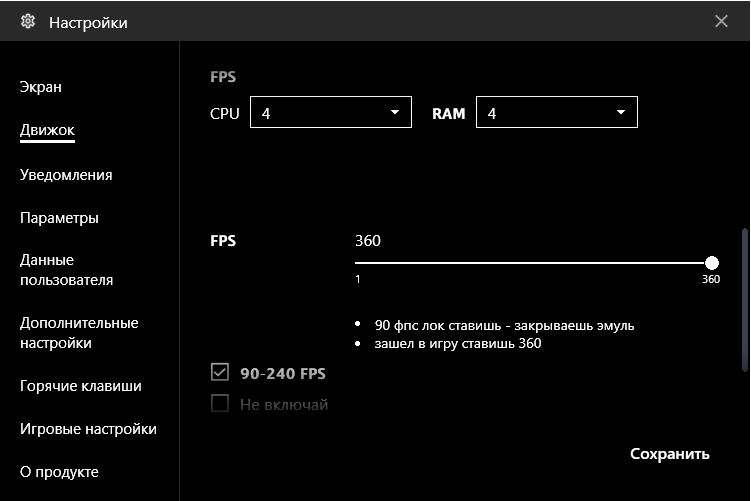 Настройки
Экран
Движок
Уведомления
Параметры
Данные
пользователя
Дополнительные
настройки
Горячие клавиши
Игровые настройки
О продукте
FPS
CPU 4 RAM 4
FPS 360
1 360
• 90 фпс лок ставишь - закрываешь эмуль
• зашел в игру ставишь 360
90-240 FPS
Не включай
Сохранить